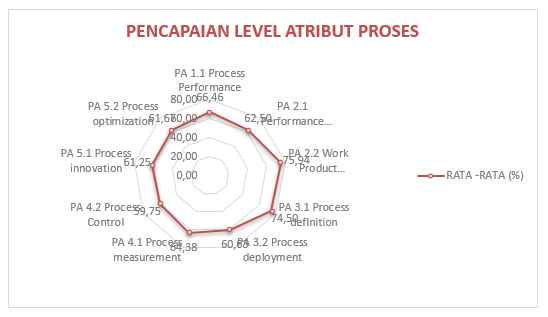 PENCAPAIAN LEVEL ATRIBUT PROSES
PA 1.1 Process
Performance
66,46
80,00
60,00
40,00
20,00
0,00
PA 2.1
Performance...
62,50
PA 2.2 Work
Product...
75,94
PA 3.1 Process
definition
74,50
PA 3.2 Process
deployment
60,63
PA 4.1 Process
measurement
64,38
PA 4.2 Process
Control
59,75
PA 5.1 Process
innovation
61,25
PA 5.2 Process
optimization
61,66
RATA -RATA (%)